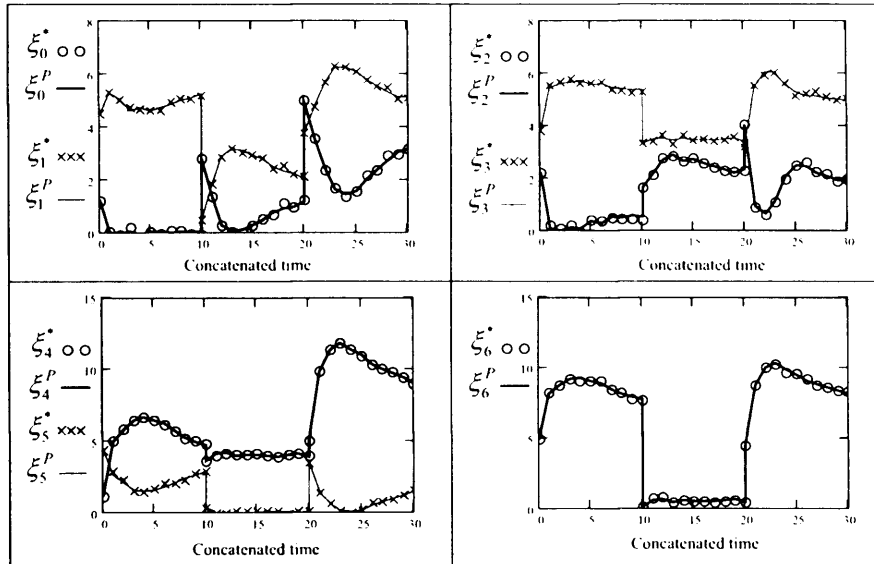 8
6
4
2
0
ξ₀* ○○
ξ₀ᴾ —
ξ₁* ×××
ξ₁ᴾ —
0 5 10 15 20 25 30
Concatenated time
8
6
4
2
0
ξ₂* ○○
ξ₂ᴾ —
ξ₃* ×××
ξ₃ᴾ —
0 5 10 15 20 25 30
Concatenated time
15
10
5
0
ξ₄* ○○
ξ₄ᴾ —
ξ₅* ×××
ξ₅ᴾ —
0 5 10 15 20 25 30
Concatenated time
15
10
5
0
ξ₆* ○○
ξ₆ᴾ —
0 5 10 15 20 25 30
Concatenated time